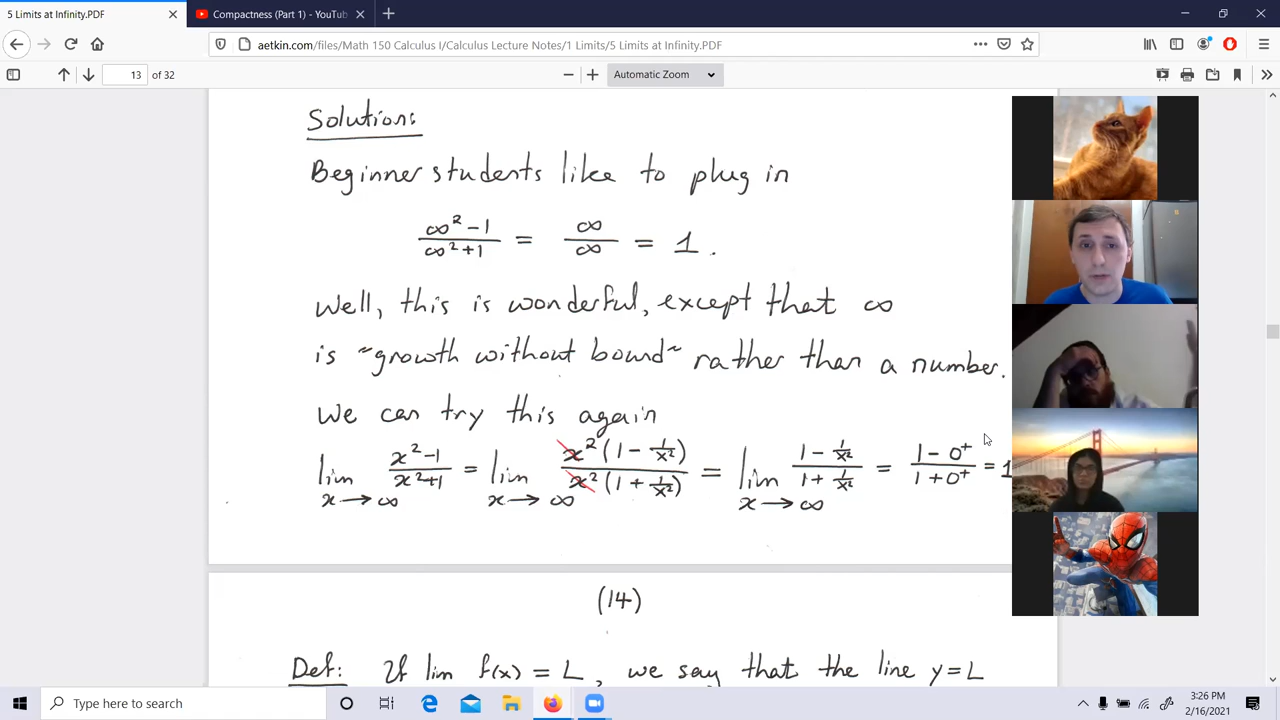 5 Limits at Infinity.PDF
Compactness (Part 1) - YouTube
aetkin.com/files/Math 150 Calculus I/Calculus Lecture Notes/1 Limits/5 Limits at Infinity.PDF
13 of 32
Automatic Zoom
Solution:
Beginner students like to plug in
∞²-1/∞²+1 = ∞/∞ = 1.
Well, this is wonderful, except that ∞
is ~growth without bound~ rather than a number.
We can try this again
lim x→∞ x²-1/x²+1 = lim x→∞ x²(1-1/x²)/x²(1+1/x²) = lim x→∞ 1-1/x²/1+1/x² = 1-0⁺/1+0⁺ = 1
(14)
Def: If lim f(x) = L, we say that the line y=L
Type here to search
3:26 PM
2/16/2021